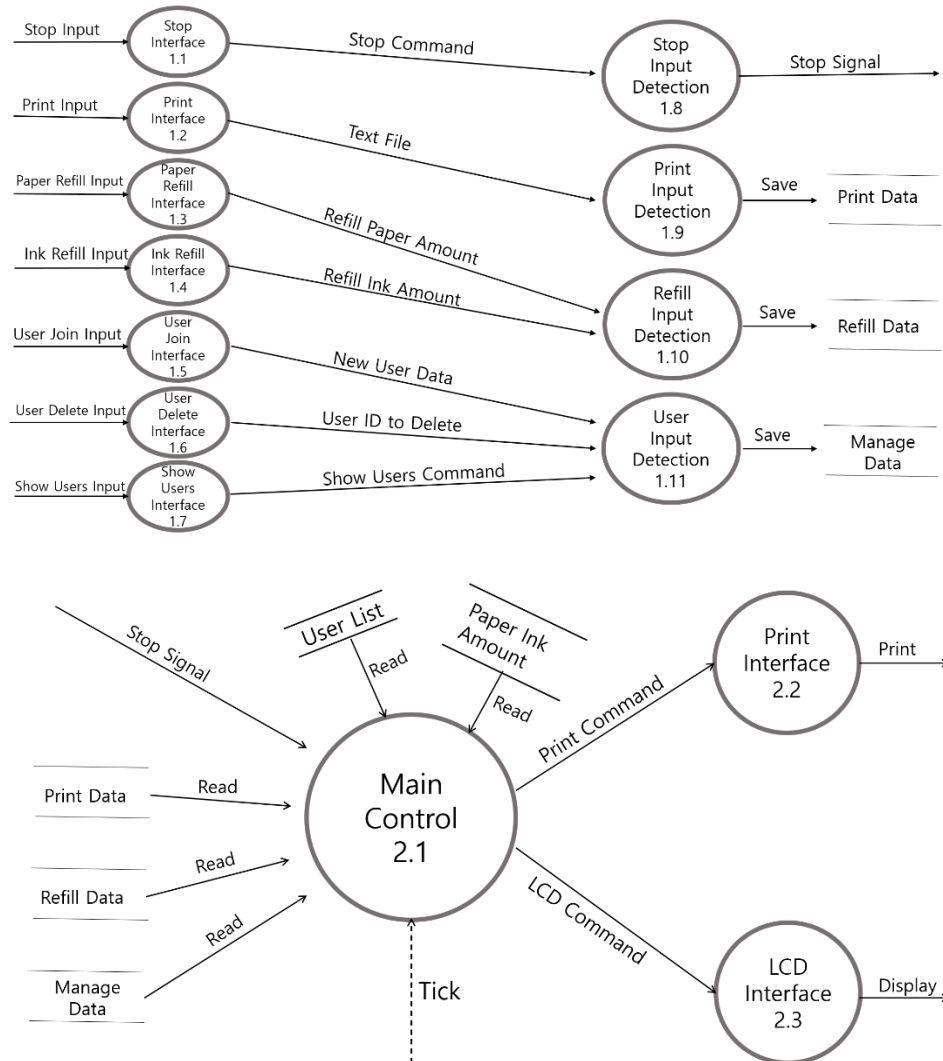 Stop Input
Stop
Interface
1.1
Stop Command
Stop
Input
Detection
1.8
Stop Signal
Print Input
Print
Interface
1.2
Text File
Print
Input
Detection
1.9
Save
Print Data
Paper Refill Input
Paper
Refill
Interface
1.3
Refill Paper Amount
Ink Refill Input
Ink Refill
Interface
1.4
Refill Ink Amount
Refill
Input
Detection
1.10
Save
Refill Data
User Join Input
User
Join
Interface
1.5
New User Data
User Delete Input
User
Delete
Interface
1.6
User ID to Delete
User
Input
Detection
1.11
Save
Manage
Data
Show Users Input
Show
Users
Interface
1.7
Show Users Command
Stop Signal
User List
Read
Paper Ink
Amount
Read
Print Command
Print
Interface
2.2
Print
Print Data
Read
Main
Control
2.1
Refill Data
Read
Manage
Data
Read
LCD Command
LCD
Interface
2.3
Display
Tick